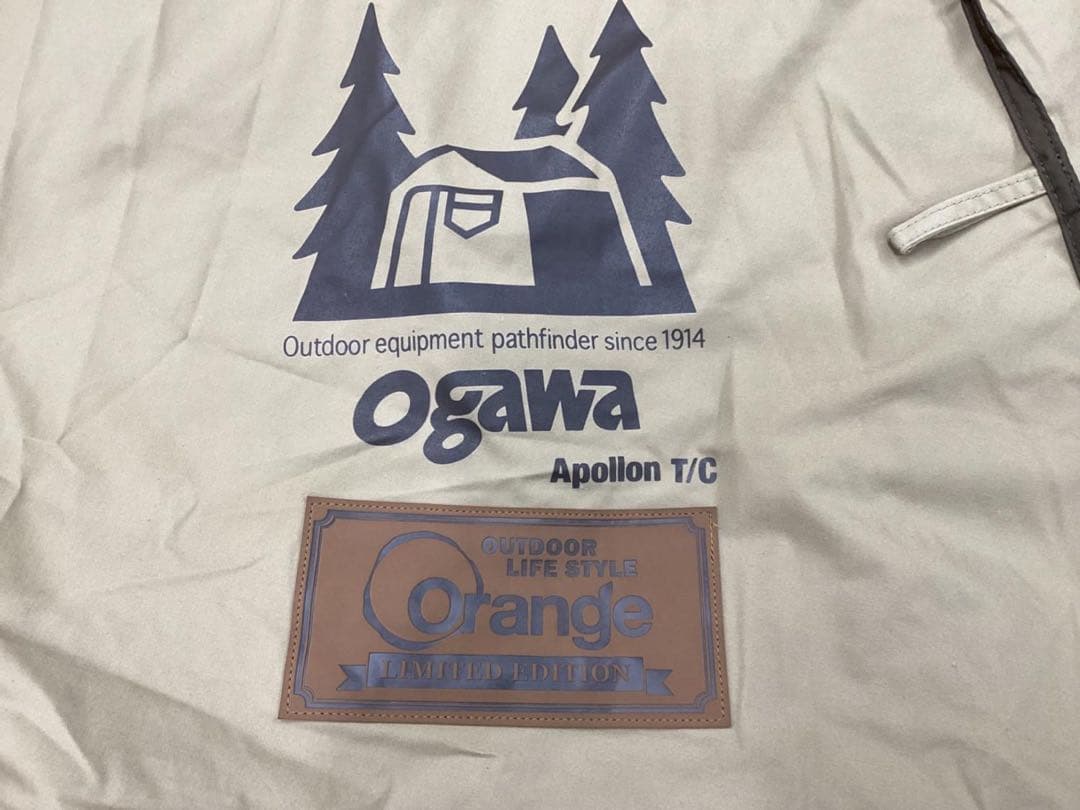 Outdoor equipment pathfinder since 1914
ogawa
Apollon T/C
OUTDOOR
LIFE STYLE
Orange
LIMITED EDITION